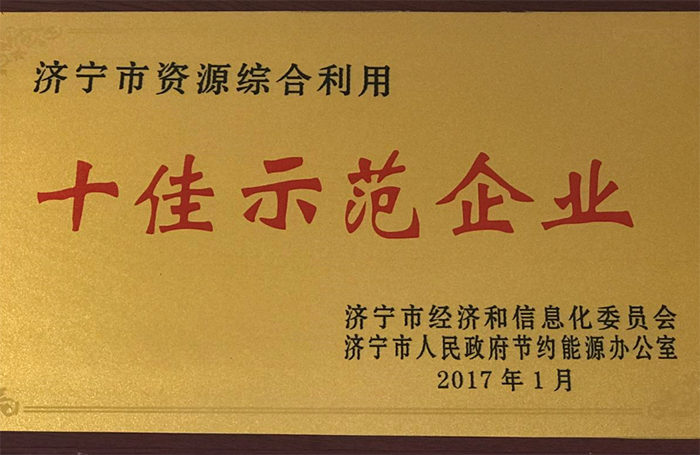 济宁市资源综合利用
十佳示范企业
济宁市经济和信息化委员会
济宁市人民政府节约能源办公室
2017年1月